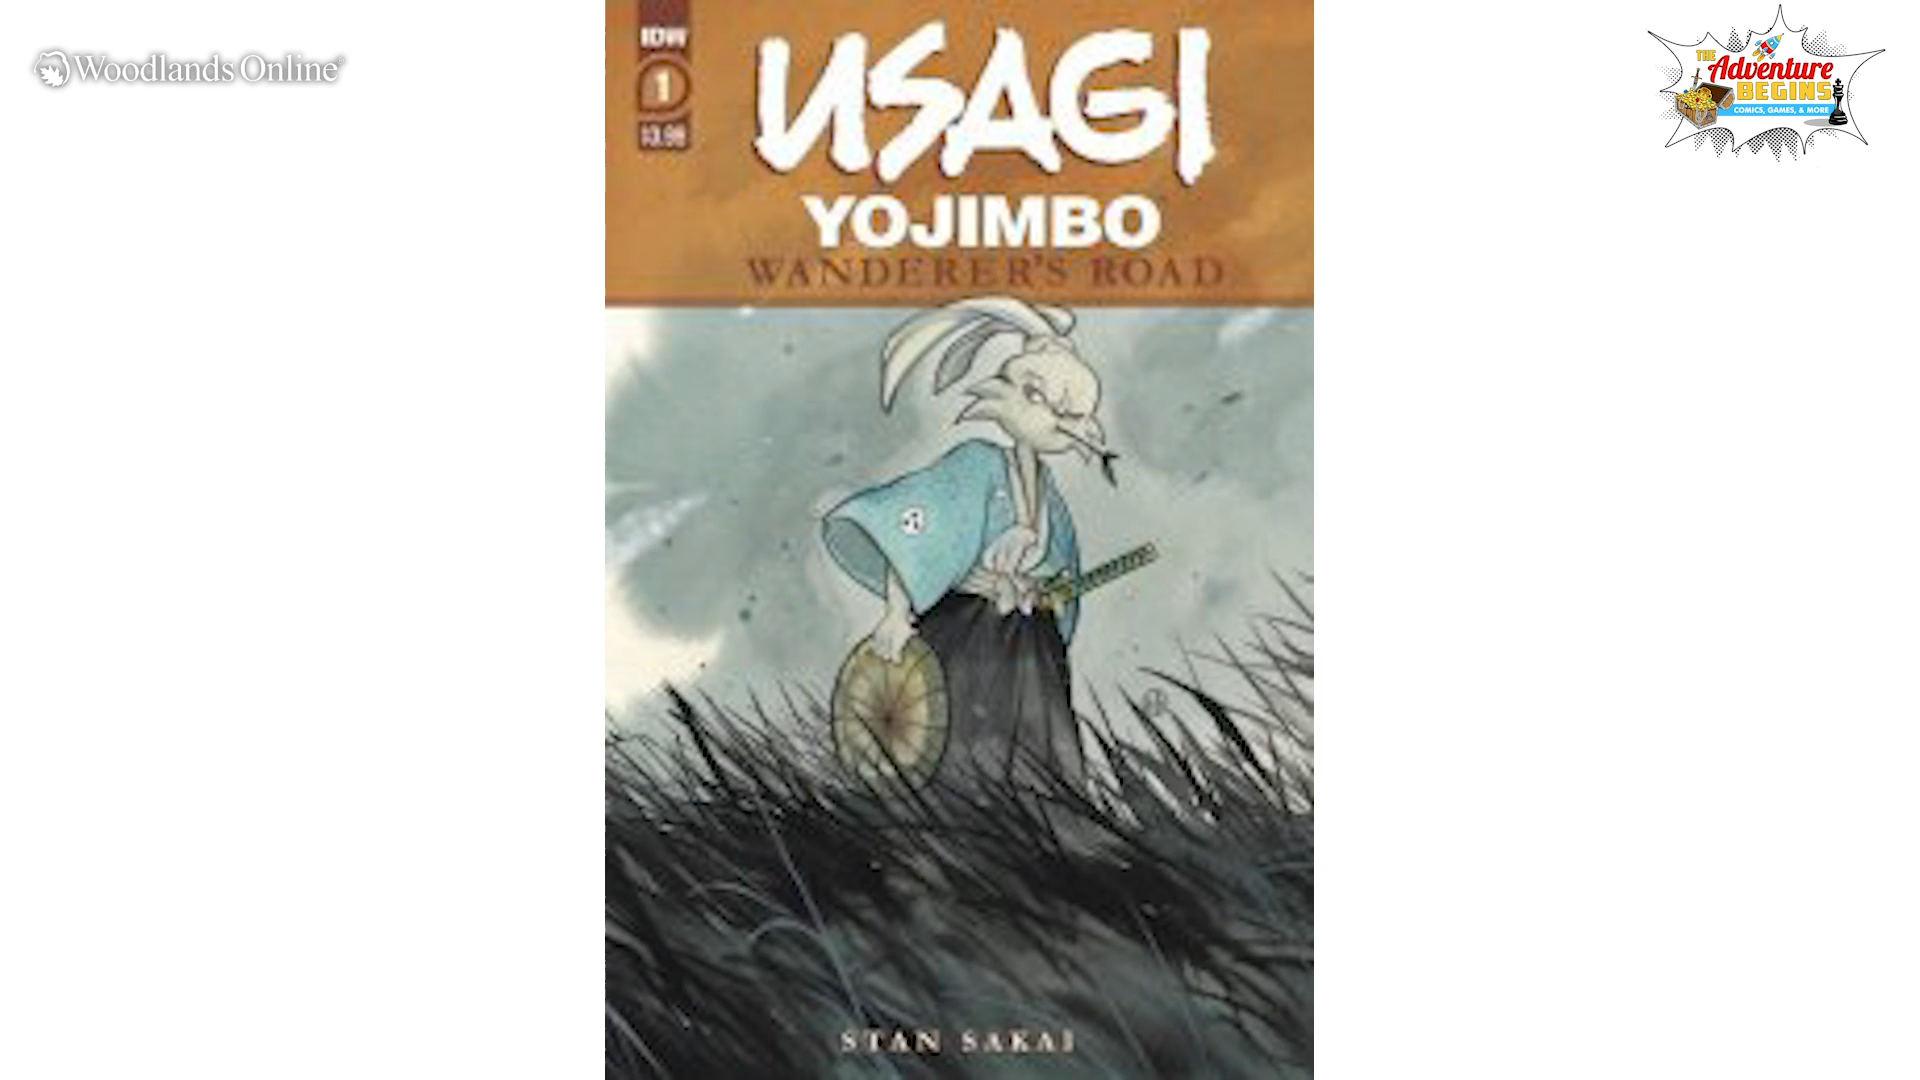 Woodlands Online
IDW
1
$3.99
USAGI
YOJIMBO
WANDERER'S ROAD
STAN SAKAI
THE
Adventure
BEGINS
COMICS, GAMES, & MORE